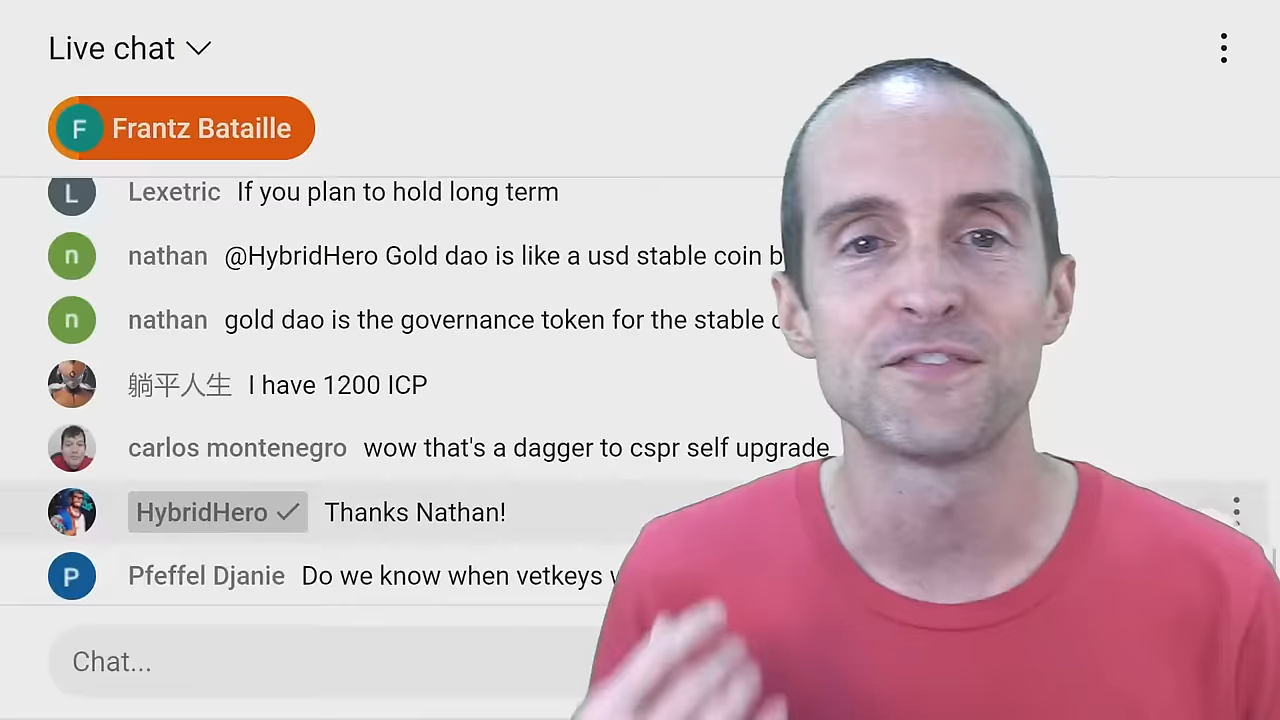 Live chat
F Frantz Bataille
L Lexetric If you plan to hold long term
n nathan @HybridHero Gold dao is like a usd stable coin
n nathan gold dao is the governance token for the stable
躺平人生 I have 1200 ICP
carlos montenegro wow that's a dagger to cspr self upgrade
HybridHero Thanks Nathan!
P Pfeffel Djanie Do we know when vetkeys
Chat...